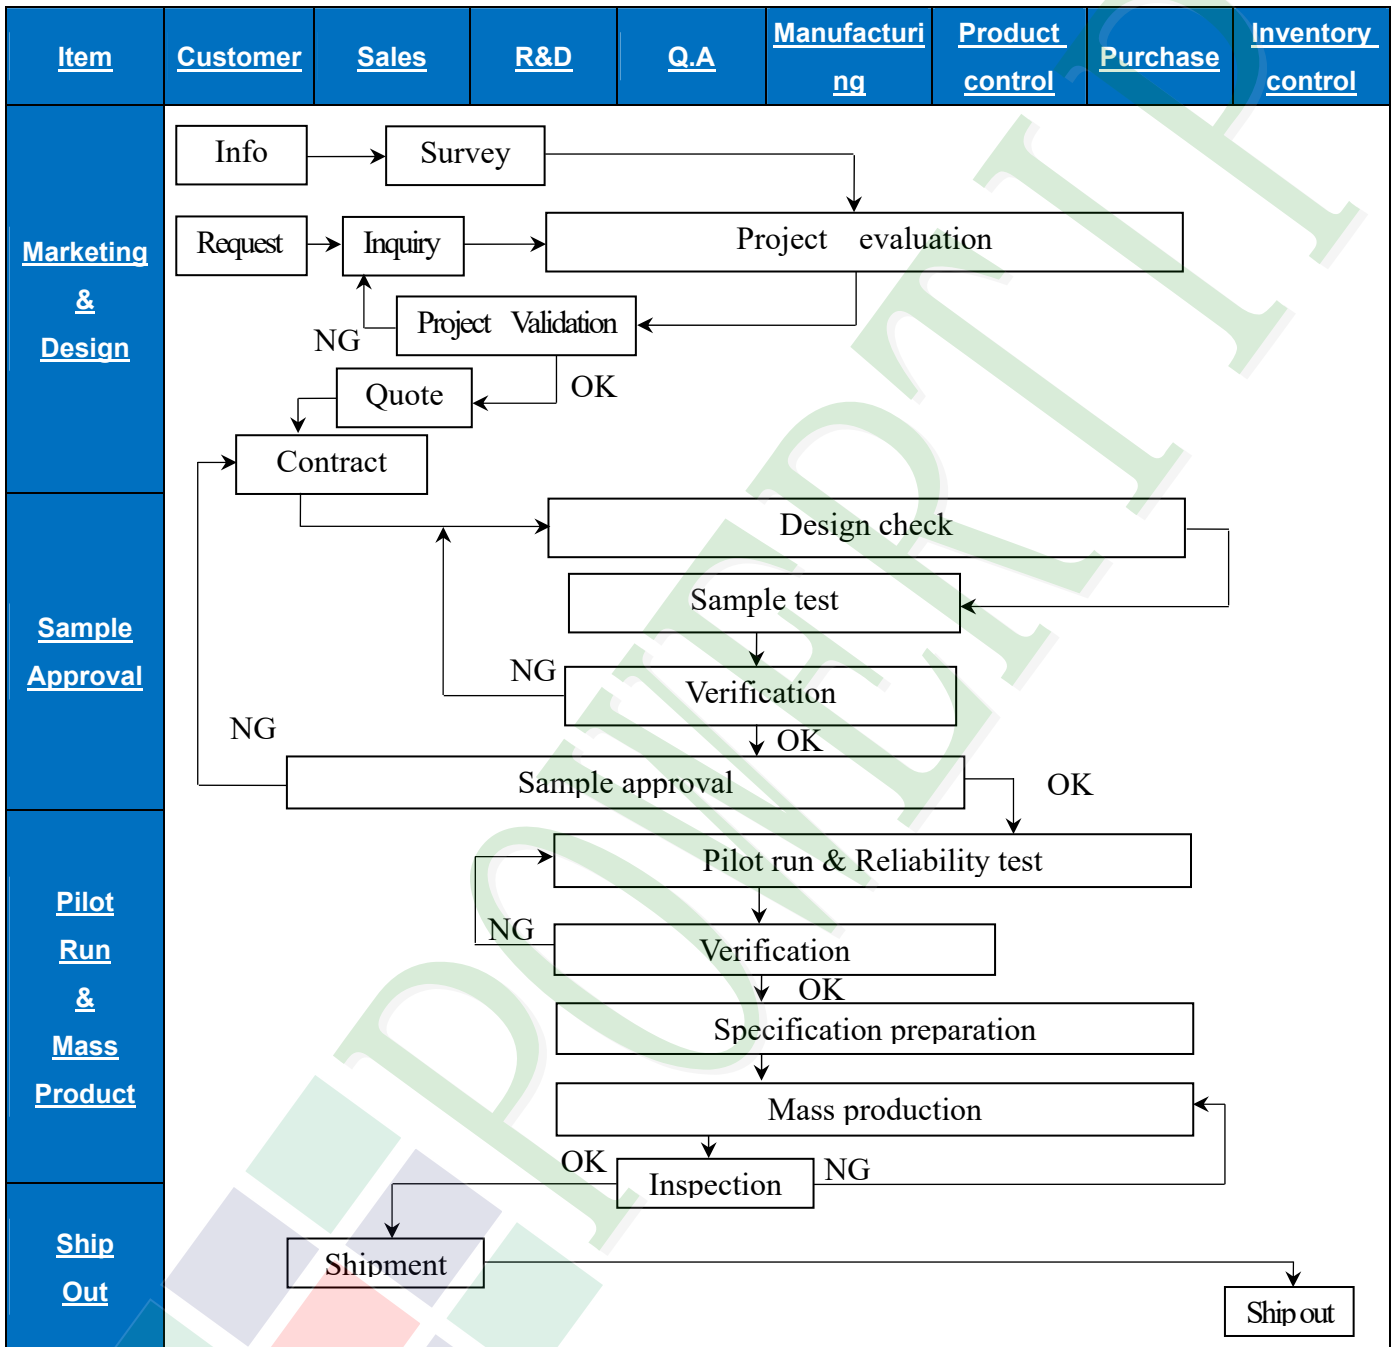 Item
Customer
Sales
R&D
Q.A
Manufacturi
ng
Product
control
Purchase
Inventory
control
Marketing
&
Design
Info
Survey
Request
Inquiry
Project evaluation
Project Validation
NG
OK
Quote
Contract
Sample
Approval
Design check
Sample test
NG
Verification
NG
OK
Sample approval
OK
Pilot
Run
&
Mass
Product
Pilot run & Reliability test
NG
Verification
OK
Specification preparation
Mass production
OK
Inspection
NG
Ship
Out
Shipment
Ship out
POWERTIP